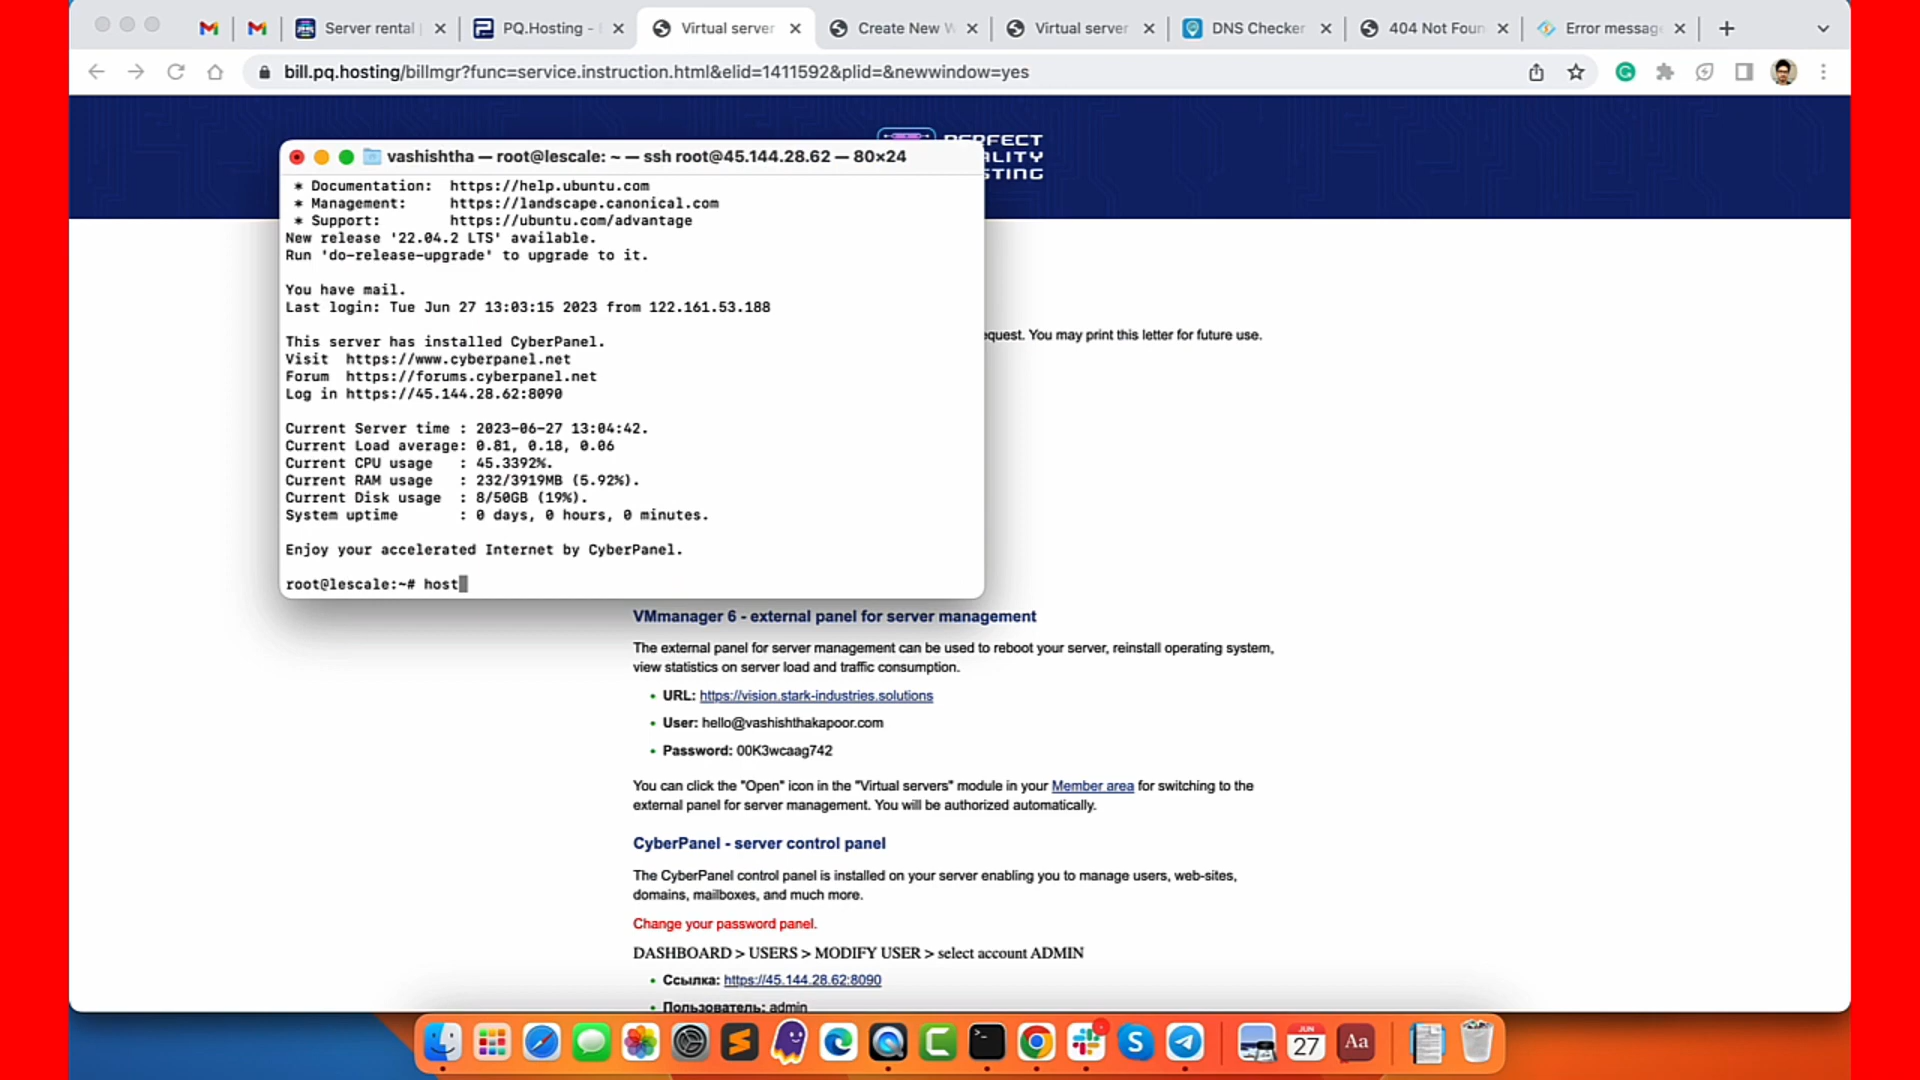 Server rental
PQ.Hosting -
Virtual server
Create New
Virtual server
DNS Checker
404 Not Foun
Error message
bill.pq.hosting/billmgr?func=service.instruction.html&elid=1411592&plid=&newwindow=yes
vashishtha — root@lescale: ~ — ssh root@45.144.28.62 — 80×24
* Documentation: https://help.ubuntu.com
* Management: https://landscape.canonical.com
* Support: https://ubuntu.com/advantage
New release '22.04.2 LTS' available.
Run 'do-release-upgrade' to upgrade to it.
You have mail.
Last login: Tue Jun 27 13:03:15 2023 from 122.161.53.188
This server has installed CyberPanel.
Visit https://www.cyberpanel.net
Forum https://forums.cyberpanel.net
Log in https://45.144.28.62:8090
Current Server time : 2023-06-27 13:04:42.
Current Load average: 0.81, 0.18, 0.06
Current CPU usage : 45.3392%.
Current RAM usage : 232/3919MB (5.92%).
Current Disk usage : 8/50GB (19%).
System uptime : 0 days, 0 hours, 0 minutes.
Enjoy your accelerated Internet by CyberPanel.
root@lescale:~# host
equest. You may print this letter for future use.
VMmanager 6 - external panel for server management
The external panel for server management can be used to reboot your server, reinstall operating system,
view statistics on server load and traffic consumption.
• URL: https://vision.stark-industries.solutions
• User: hello@vashishthakapoor.com
• Password: 00K3wcaag742
You can click the "Open" icon in the "Virtual servers" module in your Member area for switching to the
external panel for server management. You will be authorized automatically.
CyberPanel - server control panel
The CyberPanel control panel is installed on your server enabling you to manage users, web-sites,
domains, mailboxes, and much more.
Change your password panel.
DASHBOARD > USERS > MODIFY USER > select account ADMIN
• Ссылка: https://45.144.28.62:8090
• Пользователь: admin
JUN
27
Aa